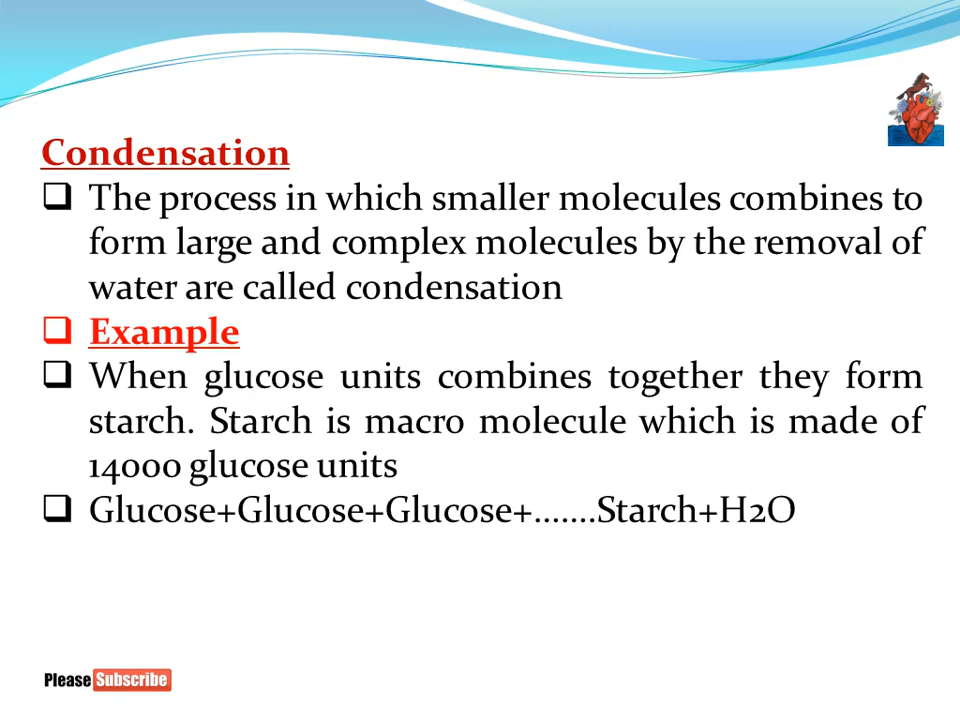 Condensation
❑ The process in which smaller molecules combines to
form large and complex molecules by the removal of
water are called condensation
❑ Example
❑ When glucose units combines together they form
starch. Starch is macro molecule which is made of
14000 glucose units
❑ Glucose+Glucose+Glucose+.......Starch+H2O
Please Subscribe